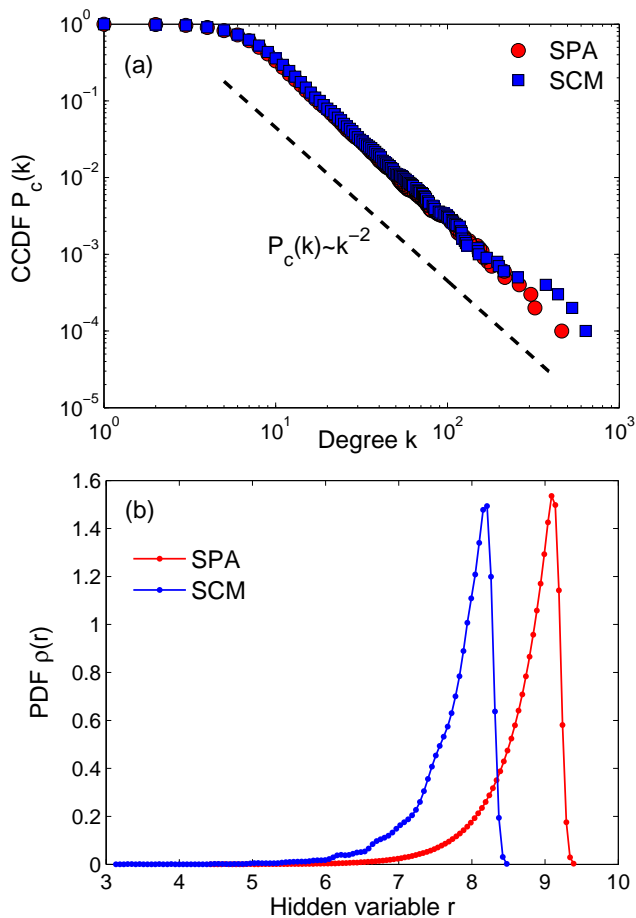 (a)
SPA
SCM
CCDF P_c(k)
10^0
10^-1
10^-2
10^-3
10^-4
10^-5
P_c(k)~k^-2
10^0 10^1 10^2 10^3
Degree k
(b)
SPA
SCM
PDF ρ(r)
1.6
1.4
1.2
1
0.8
0.6
0.4
0.2
0
3 4 5 6 7 8 9 10
Hidden variable r